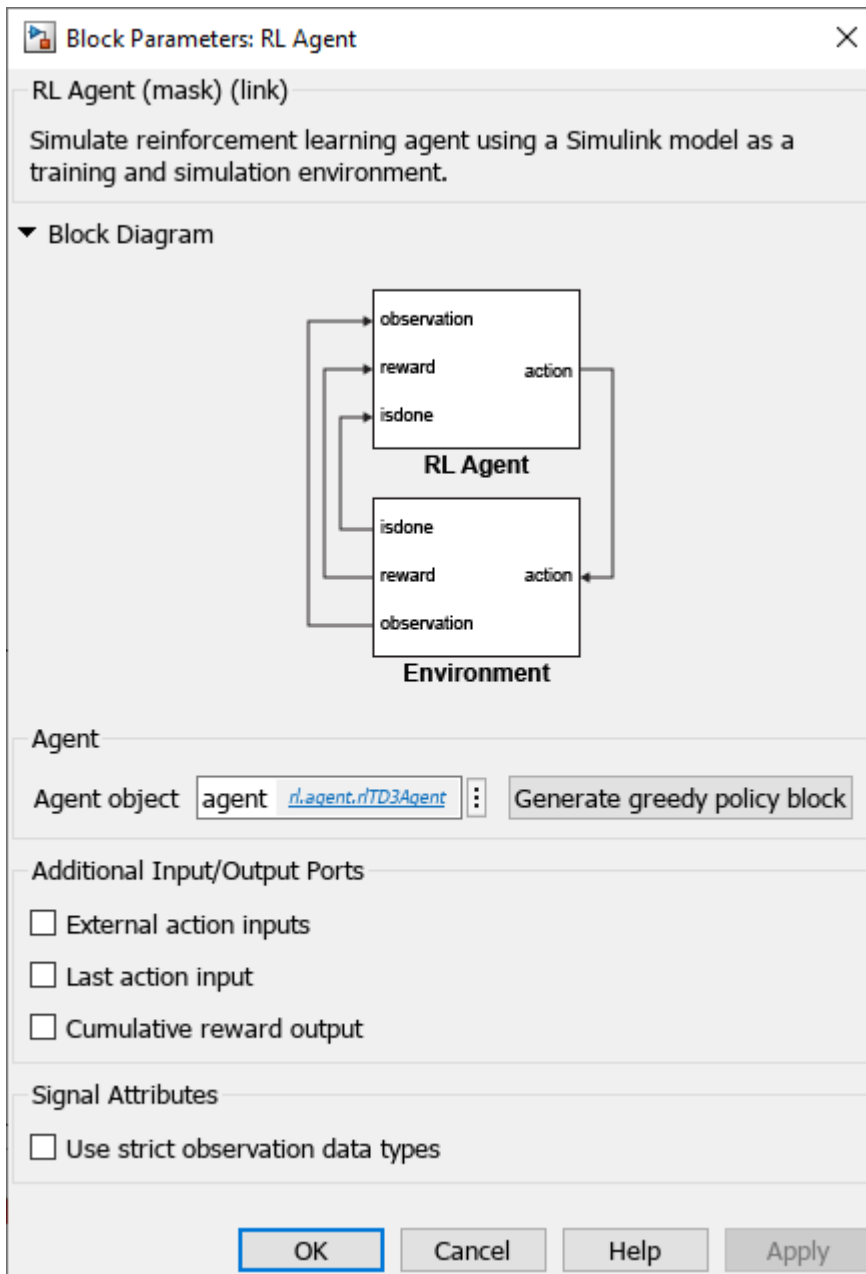 Block Parameters: RL Agent
RL Agent (mask) (link)
Simulate reinforcement learning agent using a Simulink model as a
training and simulation environment.
Block Diagram
observation
reward action
isdone
RL Agent
isdone
reward action
observation
Environment
Agent
Agent object agent rl.agent.rlTD3Agent Generate greedy policy block
Additional Input/Output Ports
External action inputs
Last action input
Cumulative reward output
Signal Attributes
Use strict observation data types
OK Cancel Help Apply